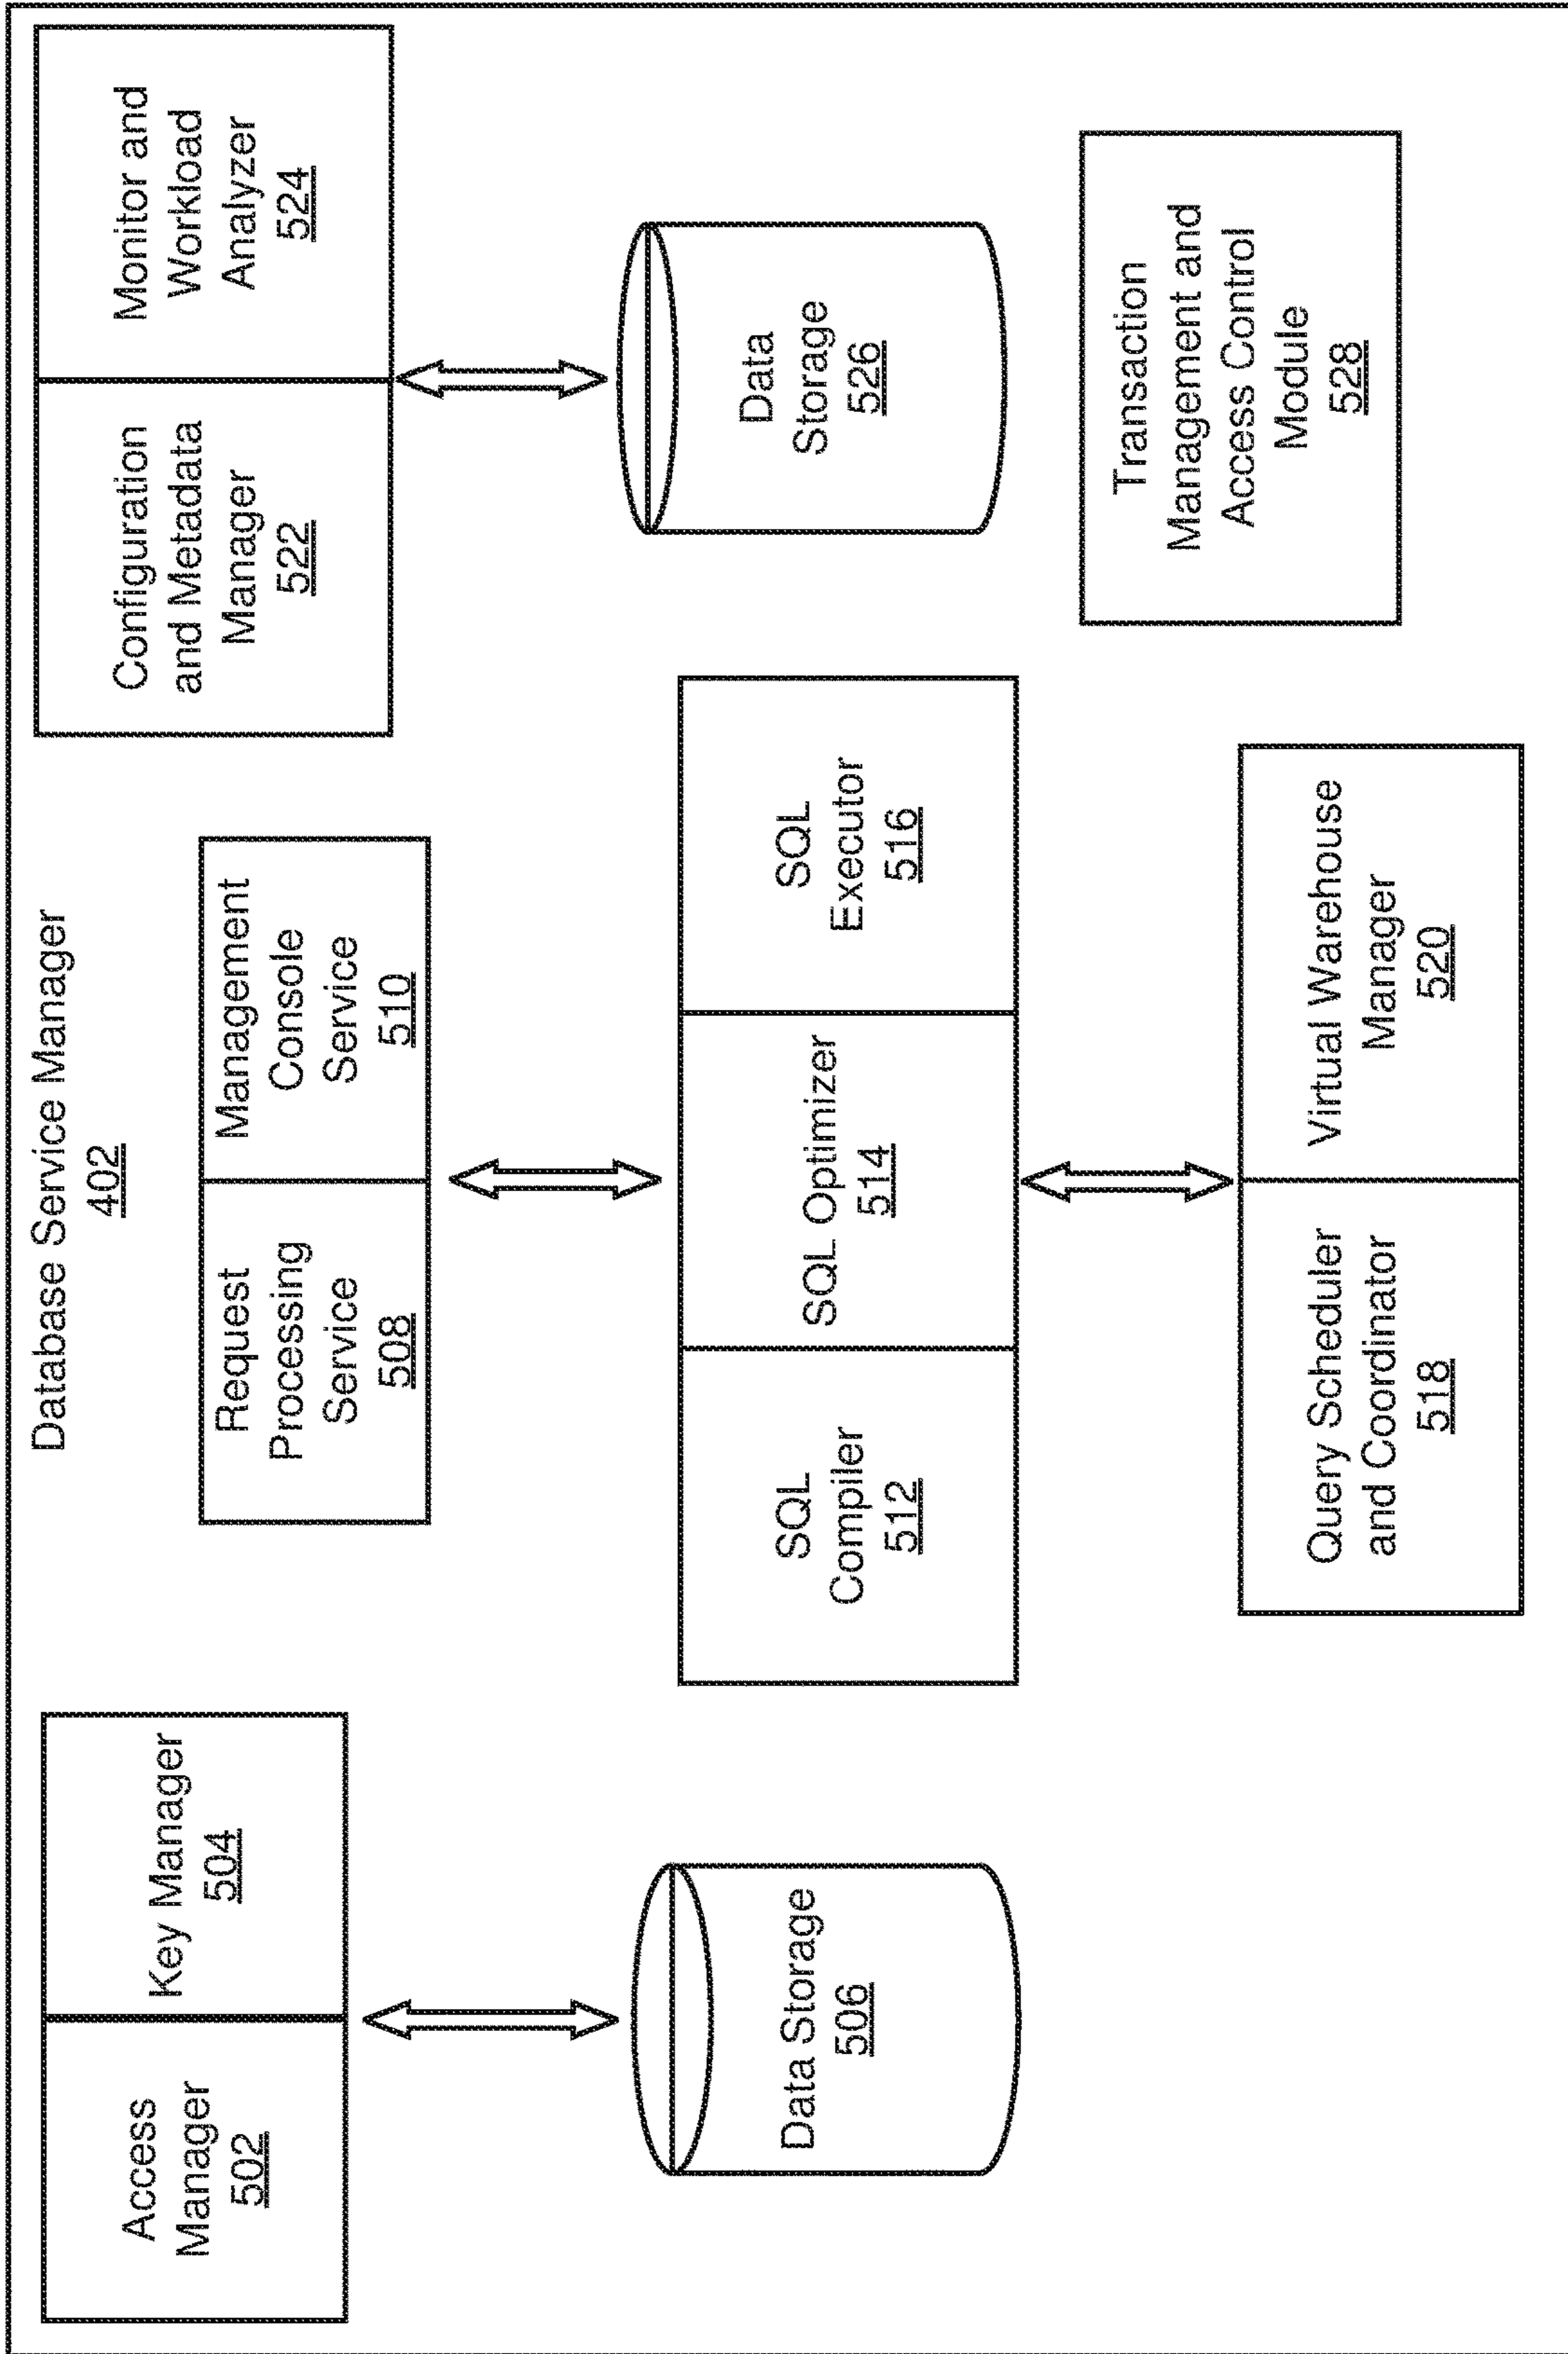 Database Service Manager
402
Access
Manager
502
Key Manager
504
Data Storage
506
Request
Processing
Service
508
Management
Console
Service
510
SQL
Compiler
512
SQL Optimizer
514
SQL
Executor
516
Query Scheduler
and Coordinator
518
Virtual Warehouse
Manager
520
Configuration
and Metadata
Manager
522
Monitor and
Workload
Analyzer
524
Data
Storage
526
Transaction
Management and
Access Control
Module
528